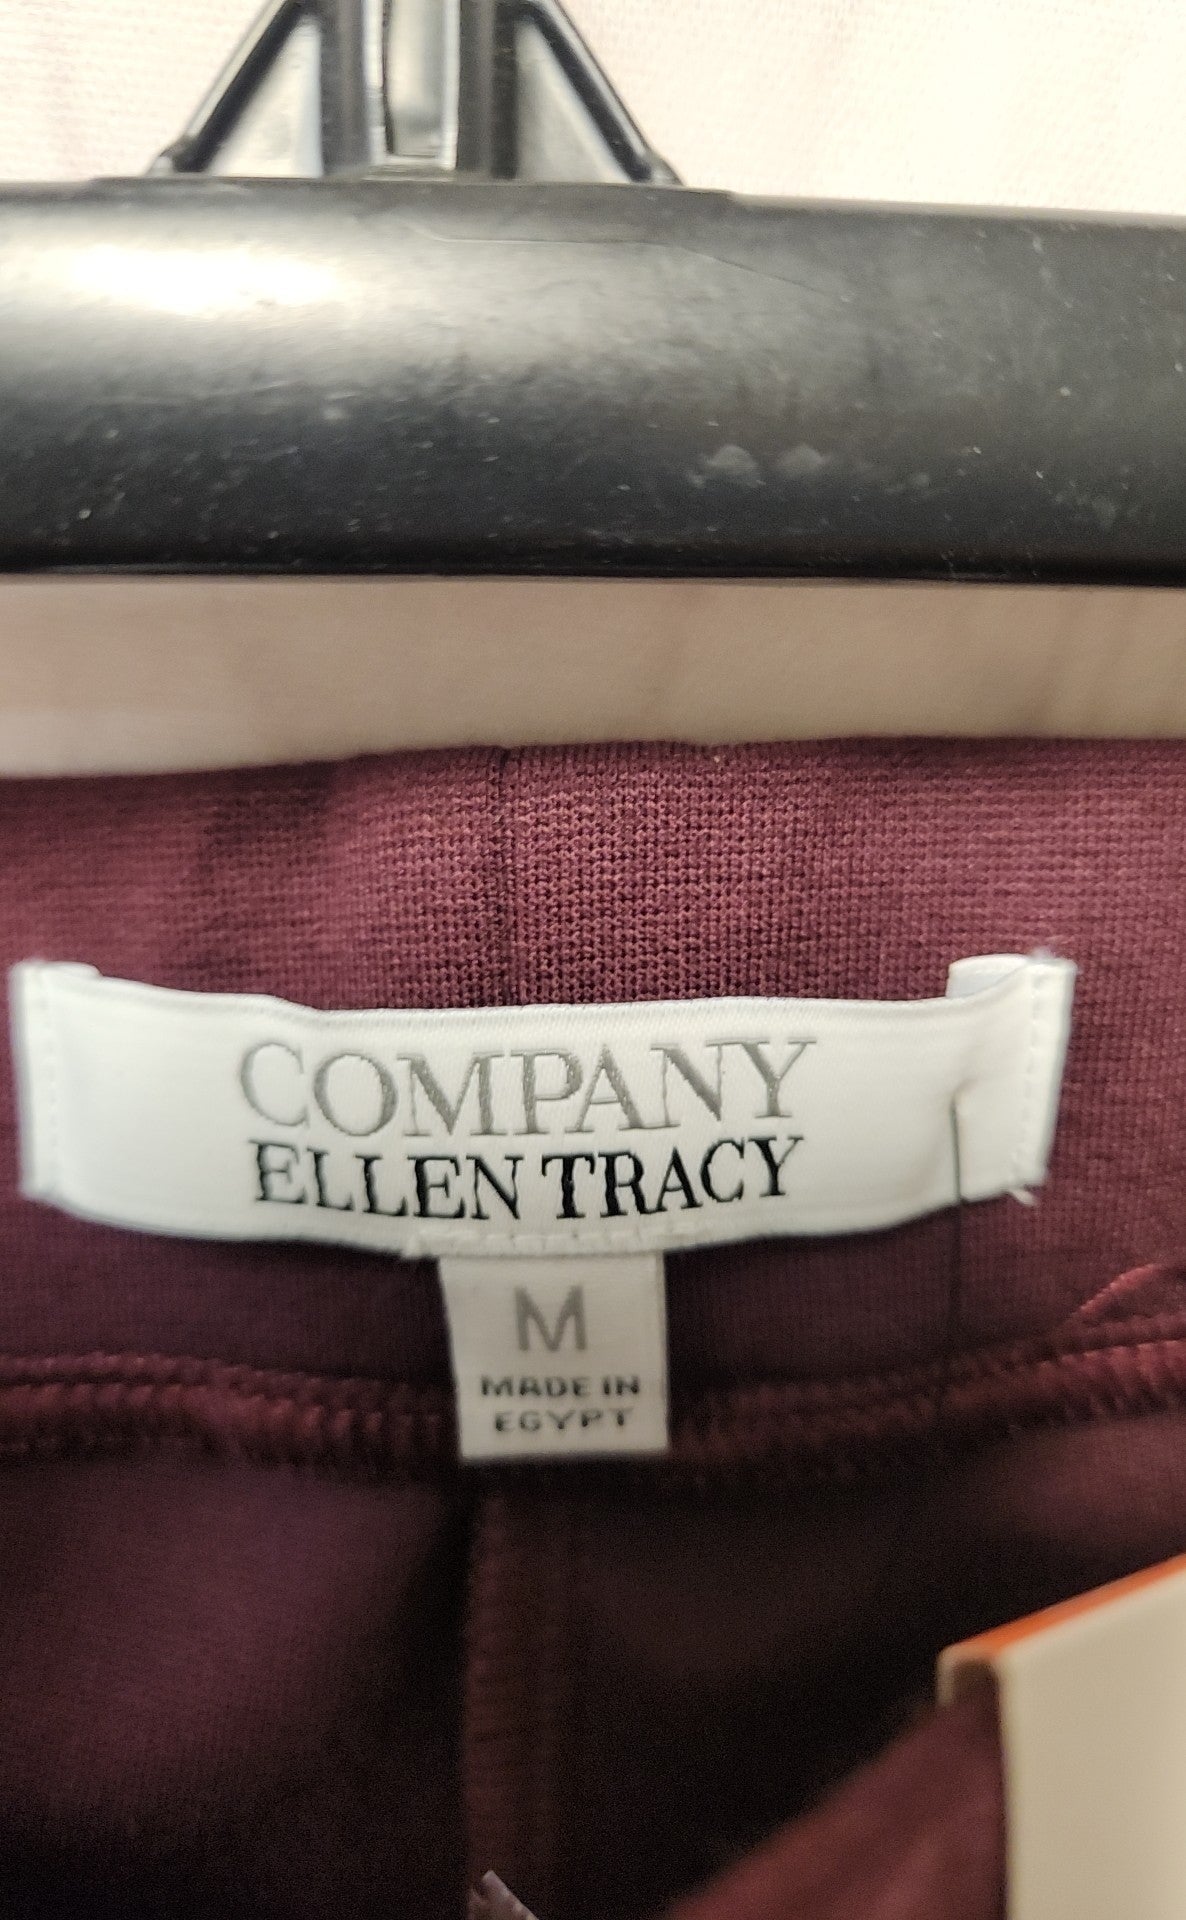 COMPANY
ELLEN TRACY
M
MADE IN
EGYPT